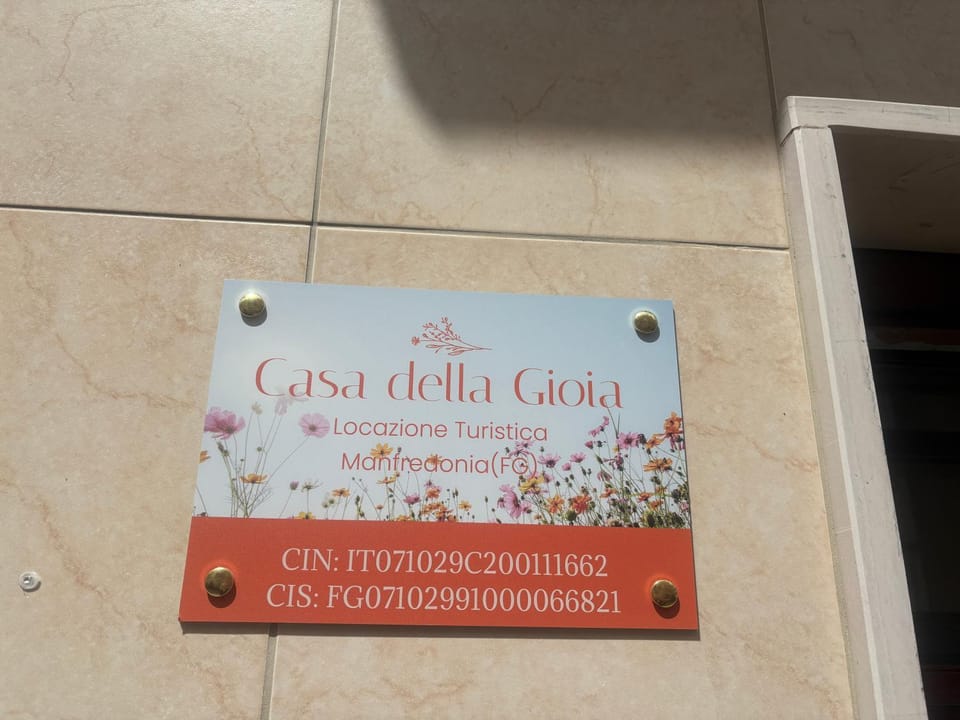 Casa della Gioia
Locazione Turistica
Manfredonia(FG)
CIN: IT071029C200111662
CIS: FG07102991000066821